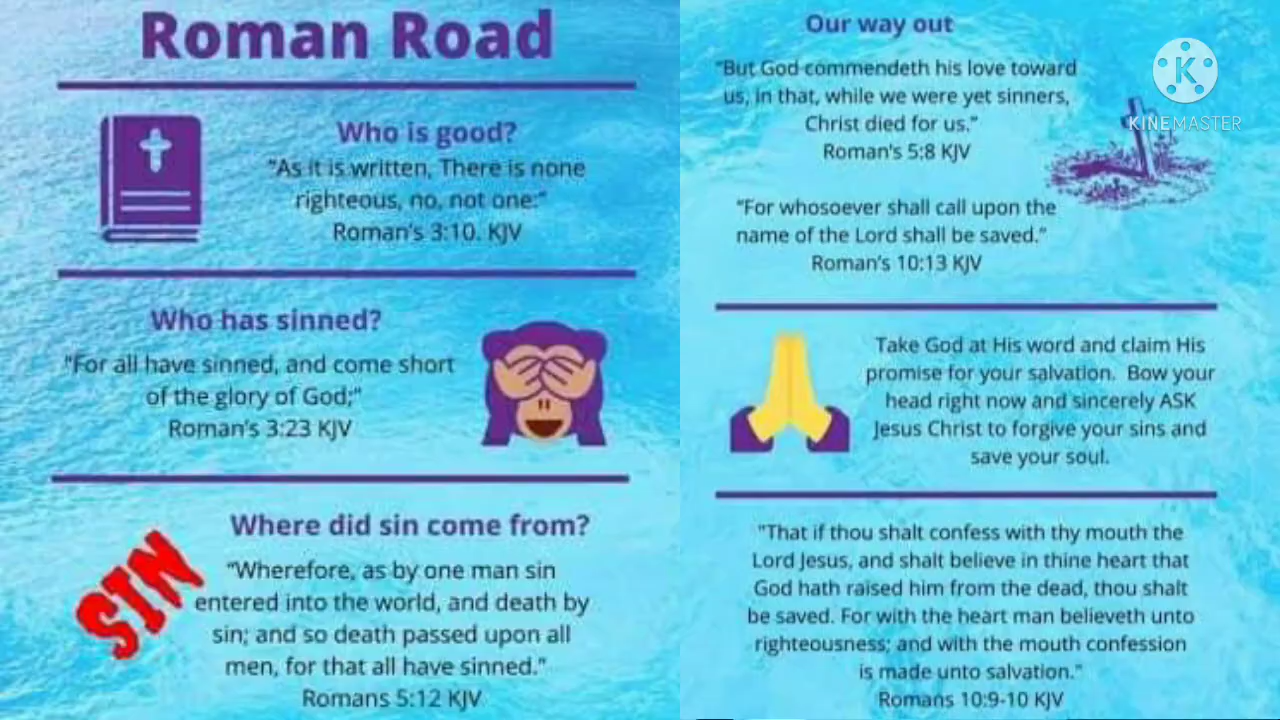 Roman Road
Who is good?
"As it is written, There is none
righteous, no, not one:"
Roman's 3:10. KJV
Who has sinned?
"For all have sinned, and come short
of the glory of God;"
Roman's 3:23 KJV
Where did sin come from?
SIN
"Wherefore, as by one man sin
entered into the world, and death by
sin; and so death passed upon all
men, for that all have sinned."
Romans 5:12 KJV
Our way out
"But God commendeth his love toward
us, in that, while we were yet sinners,
Christ died for us."
Roman's 5:8 KJV
"For whosoever shall call upon the
name of the Lord shall be saved."
Roman's 10:13 KJV
Take God at His word and claim His
promise for your salvation. Bow your
head right now and sincerely ASK
Jesus Christ to forgive your sins and
save your soul.
"That if thou shalt confess with thy mouth the
Lord Jesus, and shalt believe in thine heart that
God hath raised him from the dead, thou shalt
be saved. For with the heart man believeth unto
righteousness; and with the mouth confession
is made unto salvation."
Romans 10:9-10 KJV
K
KINEMASTER